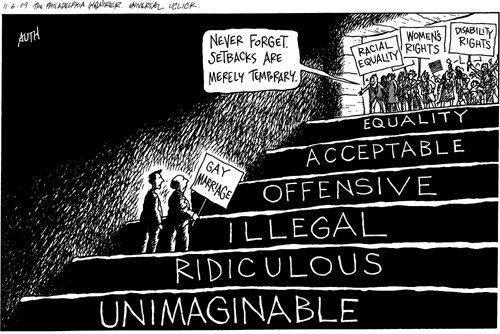 11-6-09 THE PHILADELPHIA INQUIRER. UNIVERSAL UCLICK.
AUTH
NEVER FORGET.
SETBACKS ARE
MERELY TEMPORARY.
RACIAL
EQUALITY
WOMEN'S
RIGHTS
DISABILITY
RIGHTS
GAY
MARRIAGE
EQUALITY
ACCEPTABLE
OFFENSIVE
ILLEGAL
RIDICULOUS
UNIMAGINABLE